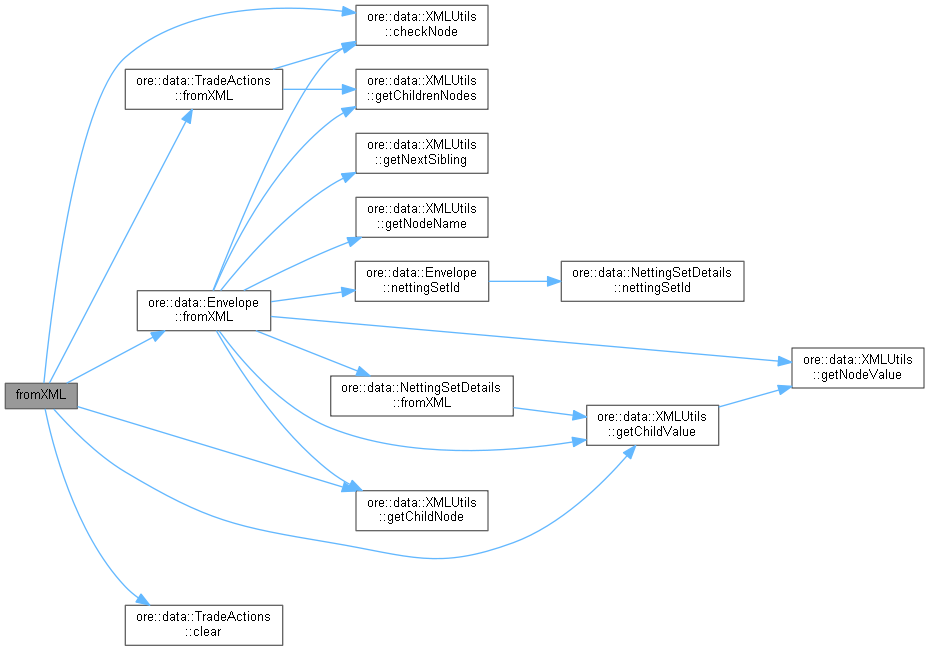 ore::data::XMLUtils
::checkNode
ore::data::TradeActions
::fromXML
ore::data::XMLUtils
::getChildrenNodes
ore::data::XMLUtils
::getNextSibling
ore::data::XMLUtils
::getNodeName
ore::data::Envelope
::nettingSetId
ore::data::NettingSetDetails
::nettingSetId
ore::data::Envelope
::fromXML
ore::data::XMLUtils
::getNodeValue
fromXML
ore::data::NettingSetDetails
::fromXML
ore::data::XMLUtils
::getChildValue
ore::data::XMLUtils
::getChildNode
ore::data::TradeActions
::clear